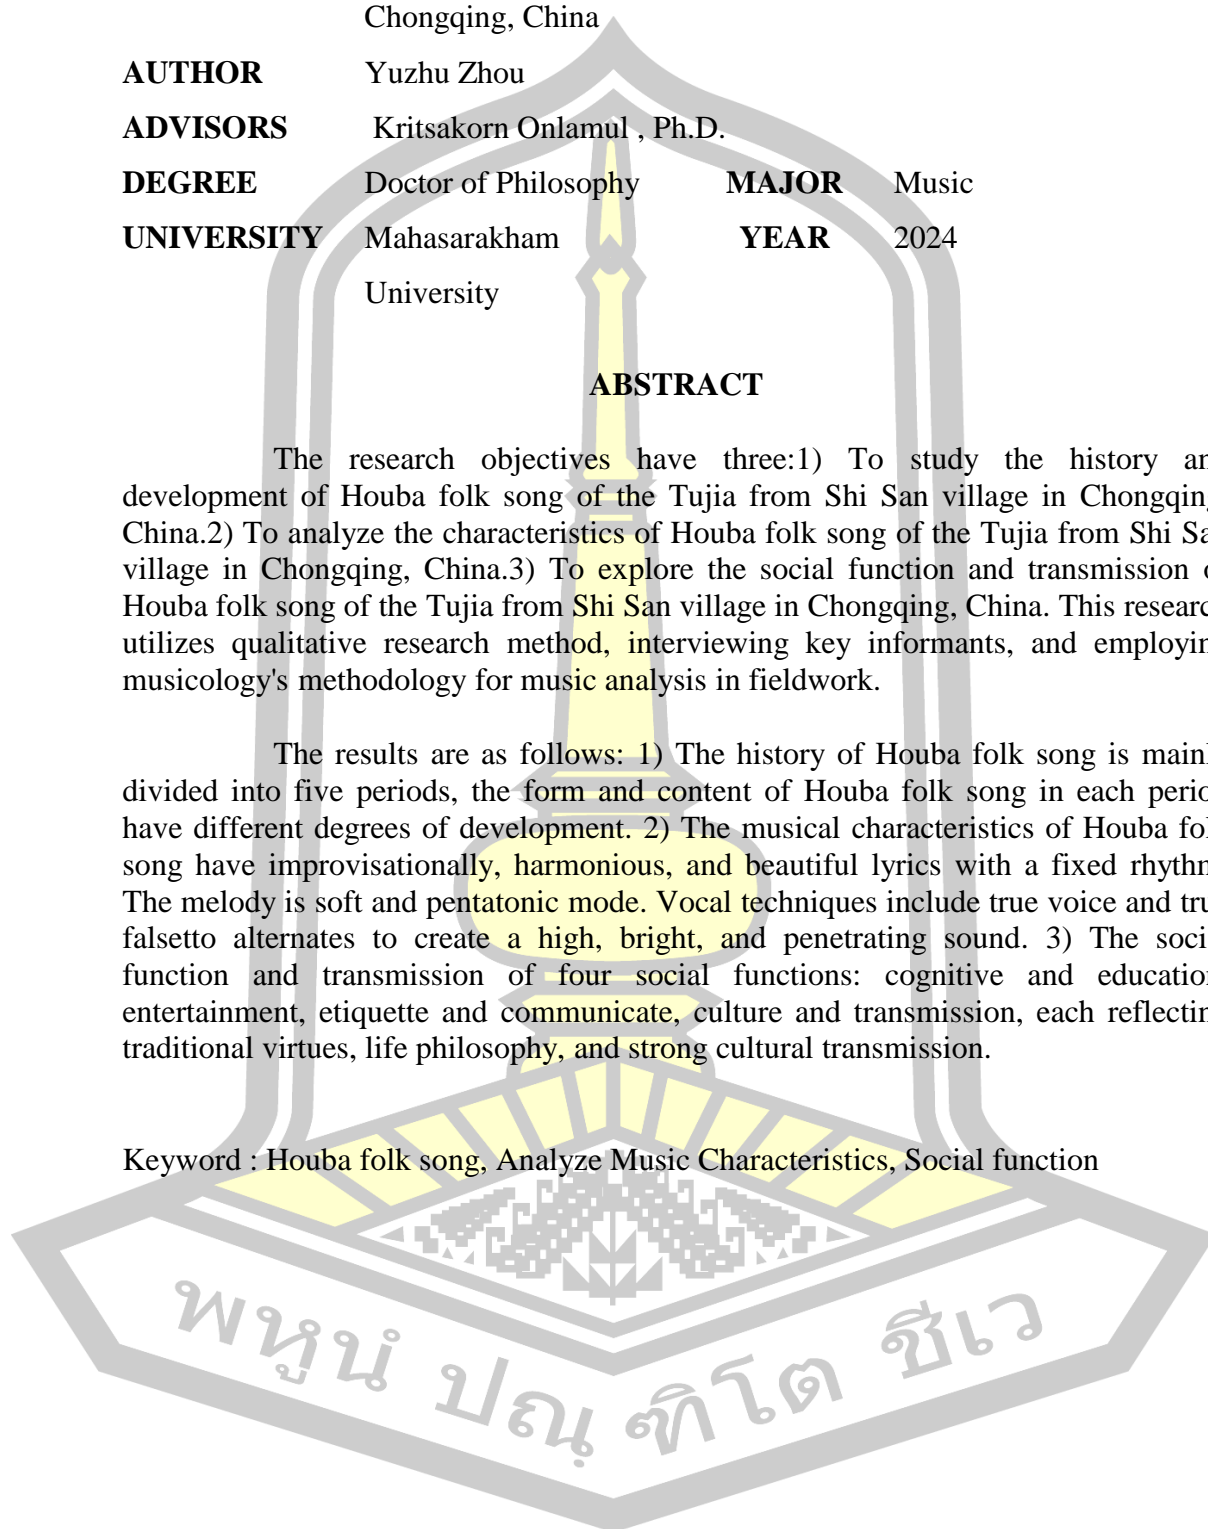 Chongqing, China
AUTHOR Yuzhu Zhou
ADVISORS Kritsakorn Onlamul , Ph.D.
DEGREE Doctor of Philosophy MAJOR Music
UNIVERSITY Mahasarakham YEAR 2024
University
ABSTRACT
The research objectives have three:1) To study the history an
development of Houba folk song of the Tujia from Shi San village in Chongqing
China.2) To analyze the characteristics of Houba folk song of the Tujia from Shi Sa
village in Chongqing, China.3) To explore the social function and transmission o
Houba folk song of the Tujia from Shi San village in Chongqing, China. This researc
utilizes qualitative research method, interviewing key informants, and employin
musicology's methodology for music analysis in fieldwork.
The results are as follows: 1) The history of Houba folk song is mainl
divided into five periods, the form and content of Houba folk song in each perio
have different degrees of development. 2) The musical characteristics of Houba fol
song have improvisationally, harmonious, and beautiful lyrics with a fixed rhythm
The melody is soft and pentatonic mode. Vocal techniques include true voice and tru
falsetto alternates to create a high, bright, and penetrating sound. 3) The soci
function and transmission of four social functions: cognitive and education
entertainment, etiquette and communicate, culture and transmission, each reflectin
traditional virtues, life philosophy, and strong cultural transmission.
Keyword : Houba folk song, Analyze Music Characteristics, Social function
พหูนํ ปณฺฑิโต ชีเว